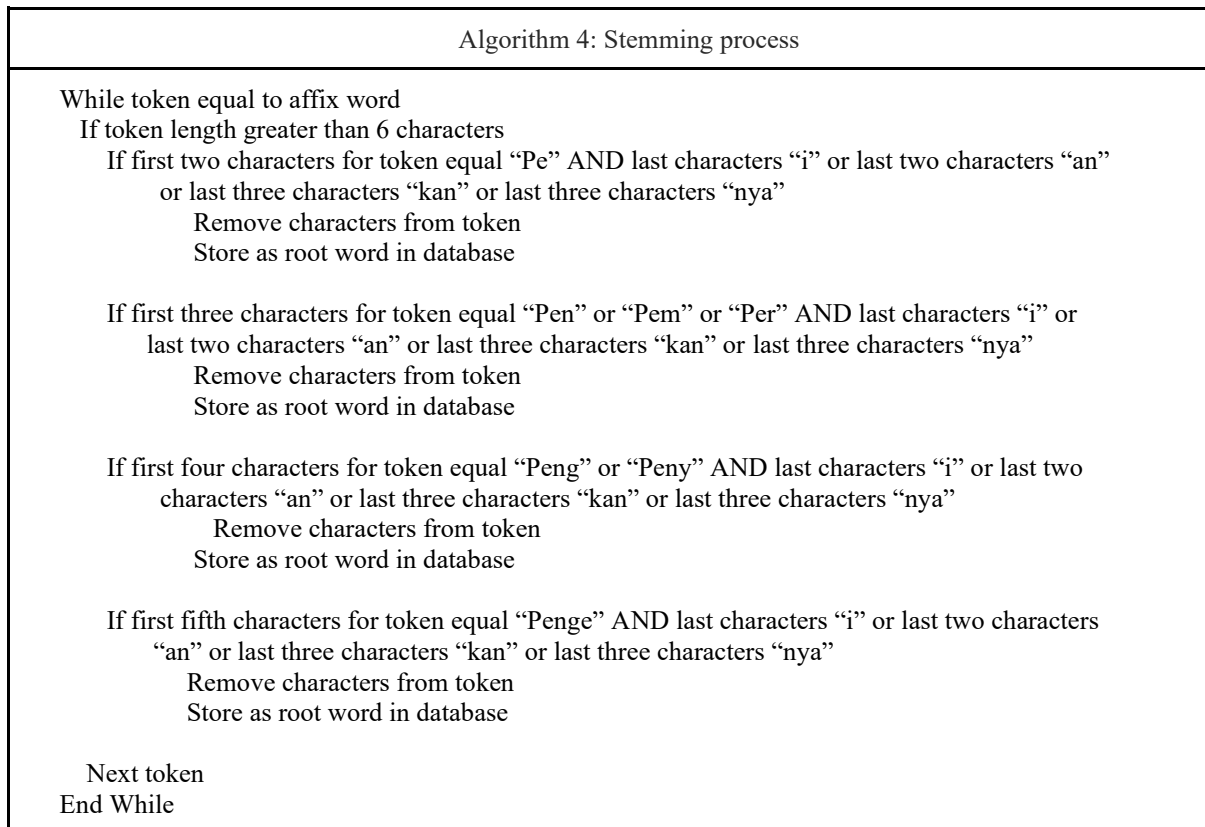 Algorithm 4: Stemming process
While token equal to affix word
If token length greater than 6 characters
If first two characters for token equal “Pe” AND last characters “i” or last two characters “an”
or last three characters “kan” or last three characters “nya”
Remove characters from token
Store as root word in database
If first three characters for token equal “Pen” or “Pem” or “Per” AND last characters “i” or
last two characters “an” or last three characters “kan” or last three characters “nya”
Remove characters from token
Store as root word in database
If first four characters for token equal “Peng” or “Peny” AND last characters “i” or last two
characters “an” or last three characters “kan” or last three characters “nya”
Remove characters from token
Store as root word in database
If first fifth characters for token equal “Penge” AND last characters “i” or last two characters
“an” or last three characters “kan” or last three characters “nya”
Remove characters from token
Store as root word in database
Next token
End While